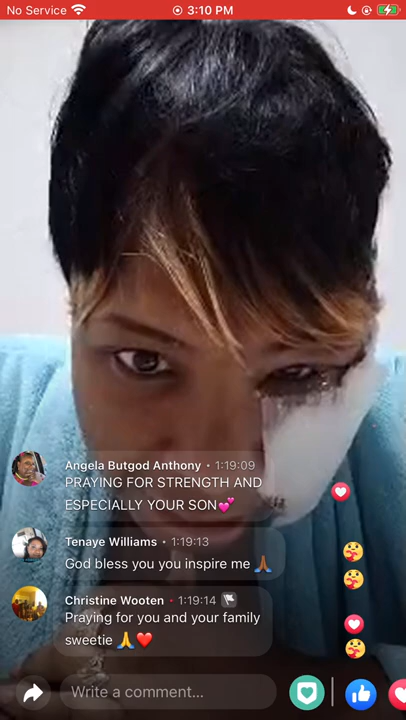 No Service 3:10 PM
Angela Butgod Anthony • 1:19:09
PRAYING FOR STRENGTH AND
ESPECIALLY YOUR SON💕
Tenaye Williams • 1:19:13
God bless you you inspire me 🙏🏾
Christine Wooten • 1:19:14
Praying for you and your family
sweetie 🙏❤️
Write a comment...